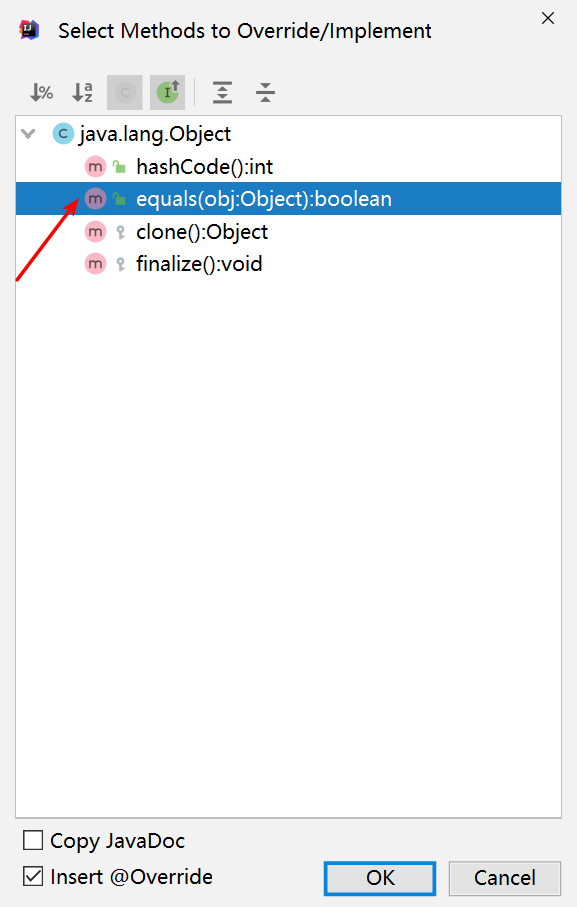 Select Methods to Override/Implement
java.lang.Object
hashCode():int
equals(obj:Object):boolean
clone():Object
finalize():void
Copy JavaDoc
Insert @Override
OK
Cancel